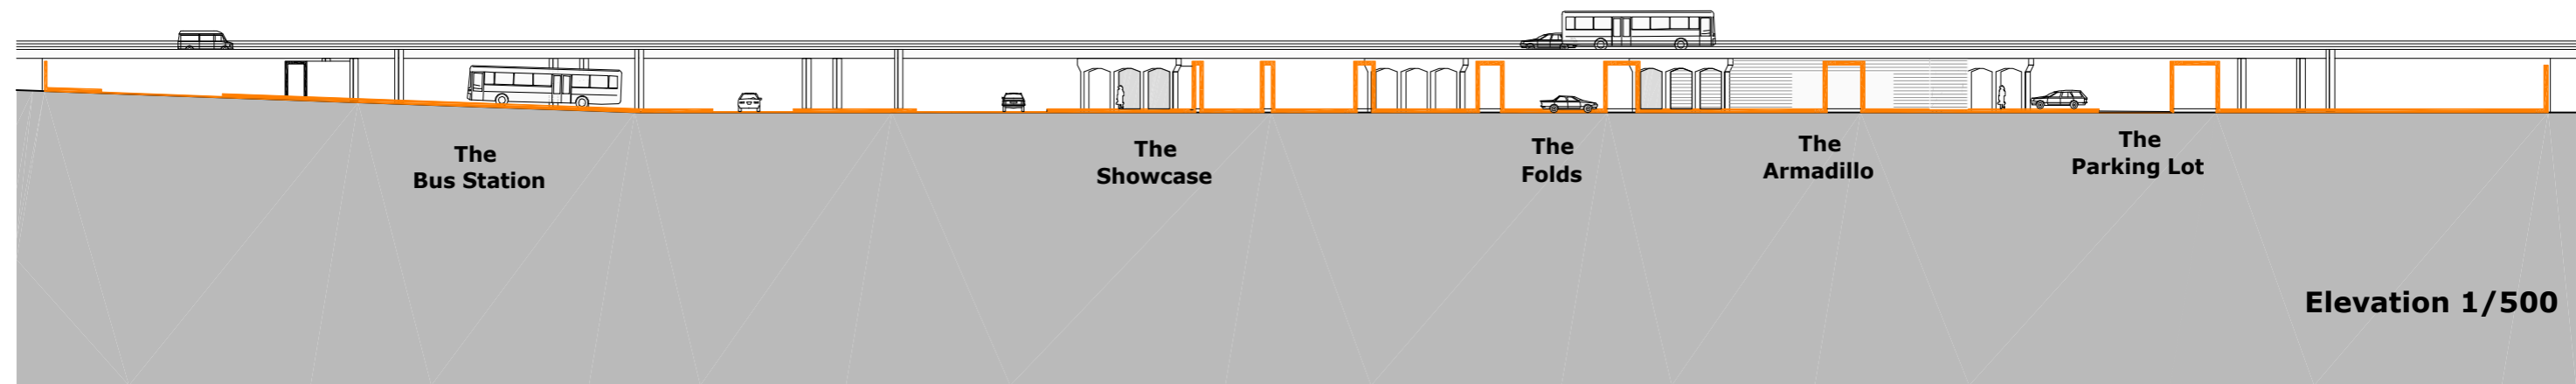 The
Bus Station
The
Showcase
The
Folds
The
Armadillo
The
Parking Lot
Elevation 1/500